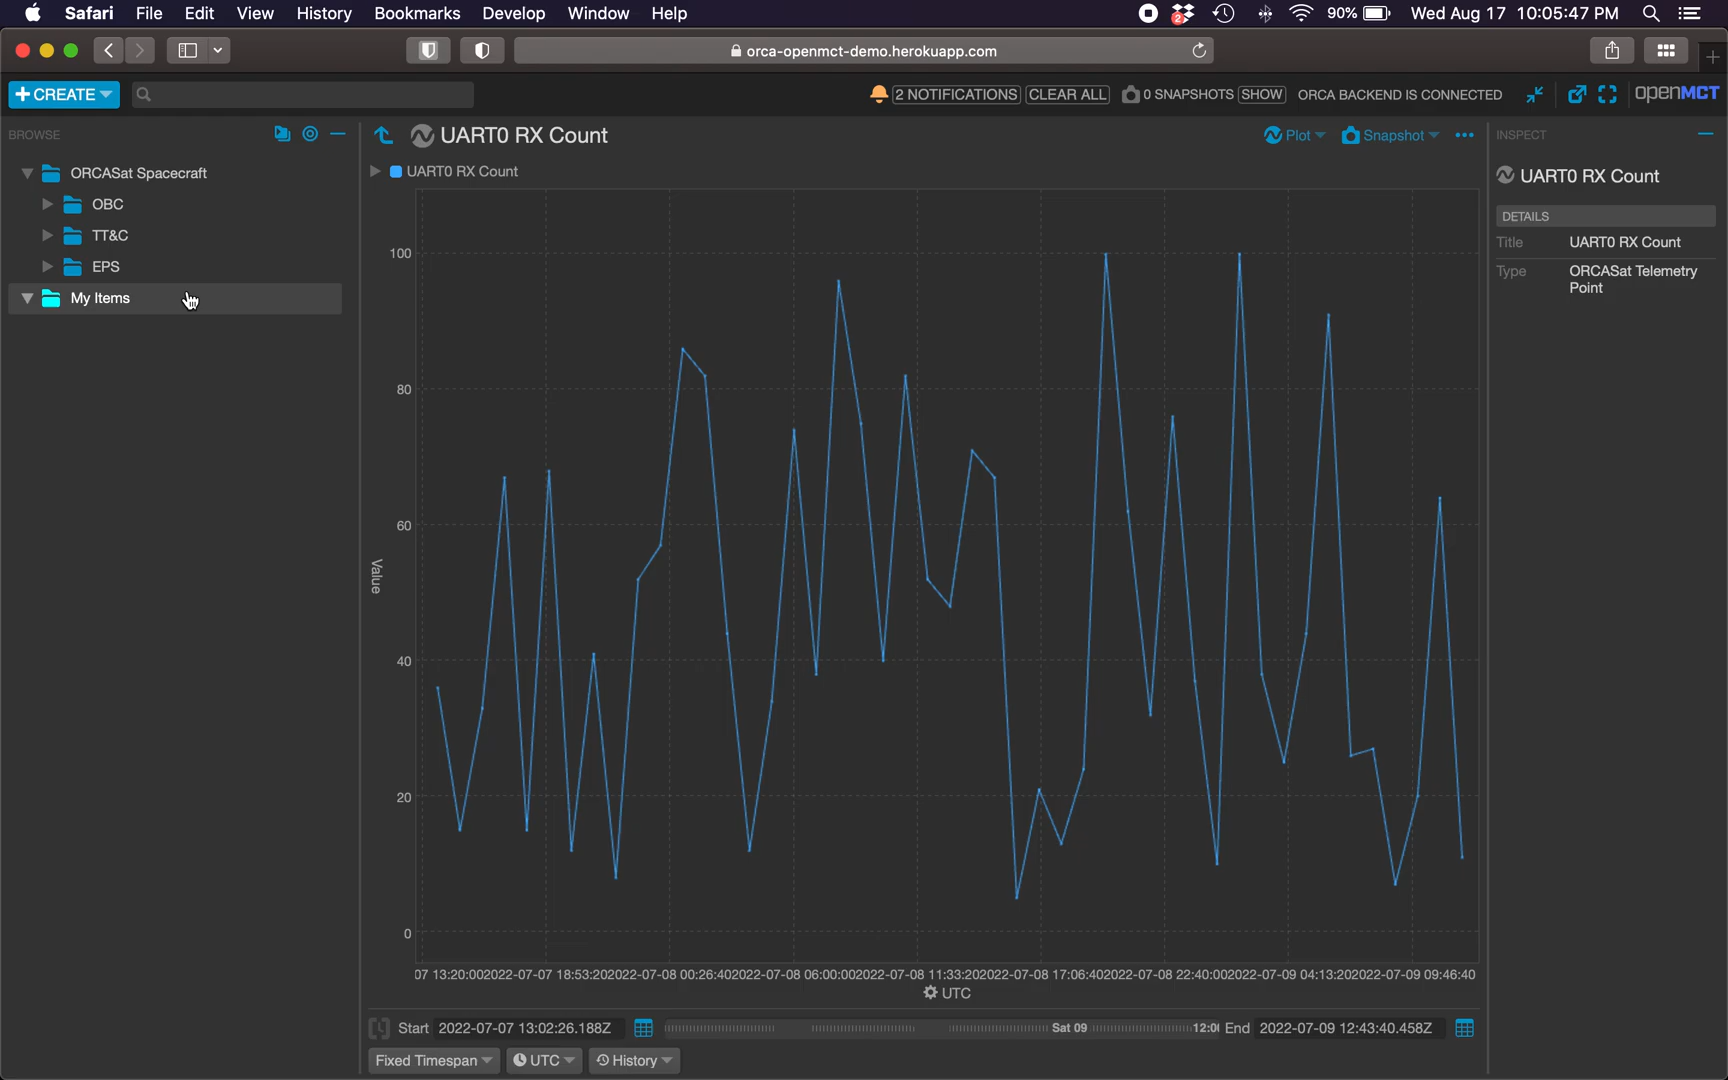 Safari File Edit View History Bookmarks Develop Window Help 2 90% Wed Aug 17 10:05:47 PM
orca-openmct-demo.herokuapp.com
+ CREATE 2 NOTIFICATIONS CLEAR ALL 0 SNAPSHOTS SHOW ORCA BACKEND IS CONNECTED openMCT
BROWSE
ORCASat Spacecraft
OBC
TT&C
EPS
My Items
UART0 RX Count Plot Snapshot
UART0 RX Count
100
80
60
40
20
0
Value
07 13:20:002022-07-07 18:53:202022-07-08 00:26:402022-07-08 06:00:002022-07-08 11:33:202022-07-08 17:06:402022-07-08 22:40:002022-07-09 04:13:202022-07-09 09:46:40
UTC
Start 2022-07-07 13:02:26.188Z Sat 09 12:0 End 2022-07-09 12:43:40.458Z
Fixed Timespan UTC History
INSPECT
UART0 RX Count
DETAILS
Title UART0 RX Count
Type ORCASat Telemetry
Point